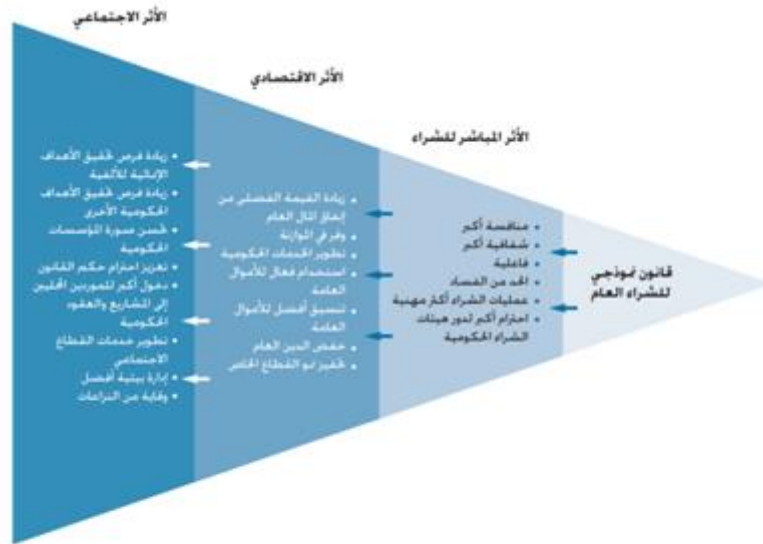 الأثر الاجتماعي
الأثر الاقتصادي
الأثر المباشر للشراء
قانون نموذجي
للشراء العام
• منافسة أكبر
• شفافية أكبر
• فاعلية
• الحد من الفساد
• عمليات الشراء أكثر مهنية
• احترام أكبر لدور هيئات
الشراء الحكومية
• زيادة القيمة الفضلى من
إنفاق المال العام
• وفر في الموازنة
• تطوير الخدمات الحكومية
• استخدام فعال للأموال
العامة
• تنسيق أفضل للأموال
العامة
• خفض الدين العام
• تحفيز نمو القطاع الخاص
• زيادة فرص تحقيق الأهداف
الإنمائية للألفية
• زيادة فرص تحقيق الأهداف
الحكومية الأخرى
• تحسن صورة المؤسسات
الحكومية
• تعزيز احترام حكم القانون
• دخول أكبر للموردين المحليين
إلى المشاريع والعقود
الحكومية
• تطوير خدمات القطاع
الاجتماعي
• إدارة بيئية أفضل
• وقاية من النزاعات